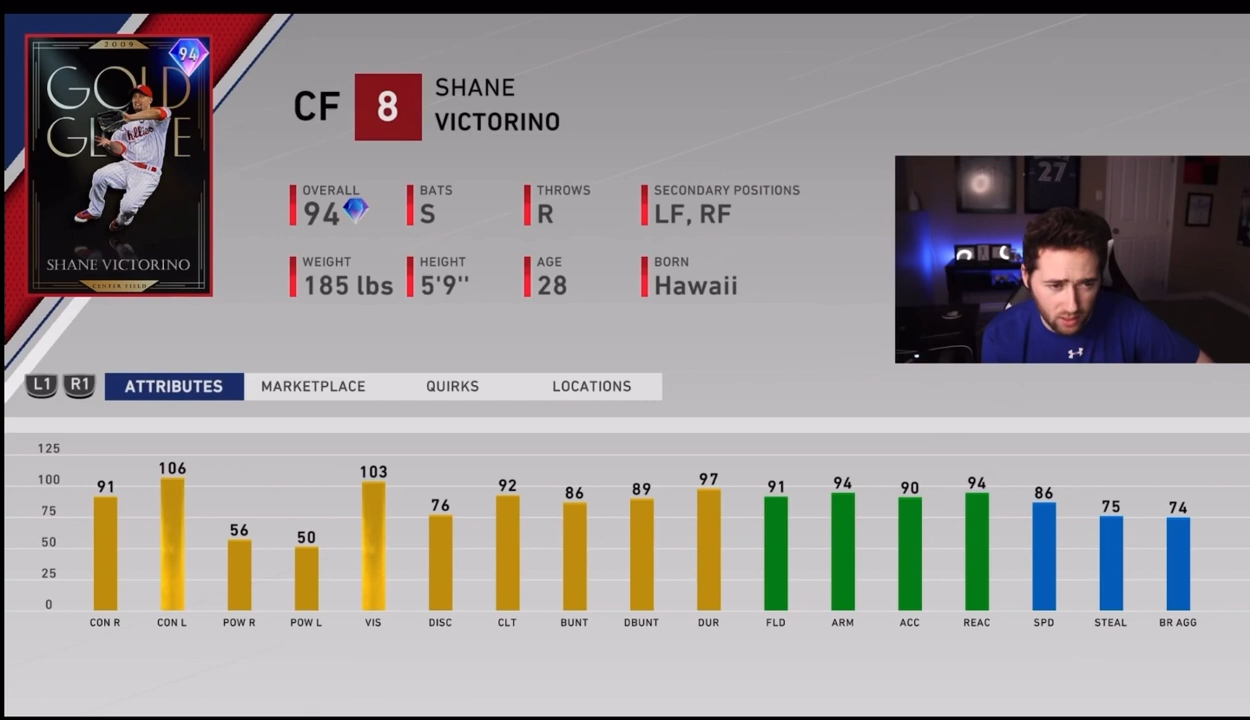 2009
94
GOLD
GLOVE
Phillies
SHANE VICTORINO
CENTER FIELD
CF
8
SHANE
VICTORINO
OVERALL
94
BATS
S
THROWS
R
SECONDARY POSITIONS
LF, RF
WEIGHT
185 lbs
HEIGHT
5'9"
AGE
28
BORN
Hawaii
27
L1 R1 ATTRIBUTES MARKETPLACE QUIRKS LOCATIONS
125
100
75
50
25
0
91 106 56 50 103 76 92 86 89 97 91 94 90 94 86 75 74
CON R CON L POW R POW L VIS DISC CLT BUNT DBUNT DUR FLD ARM ACC REAC SPD STEAL BR AGG